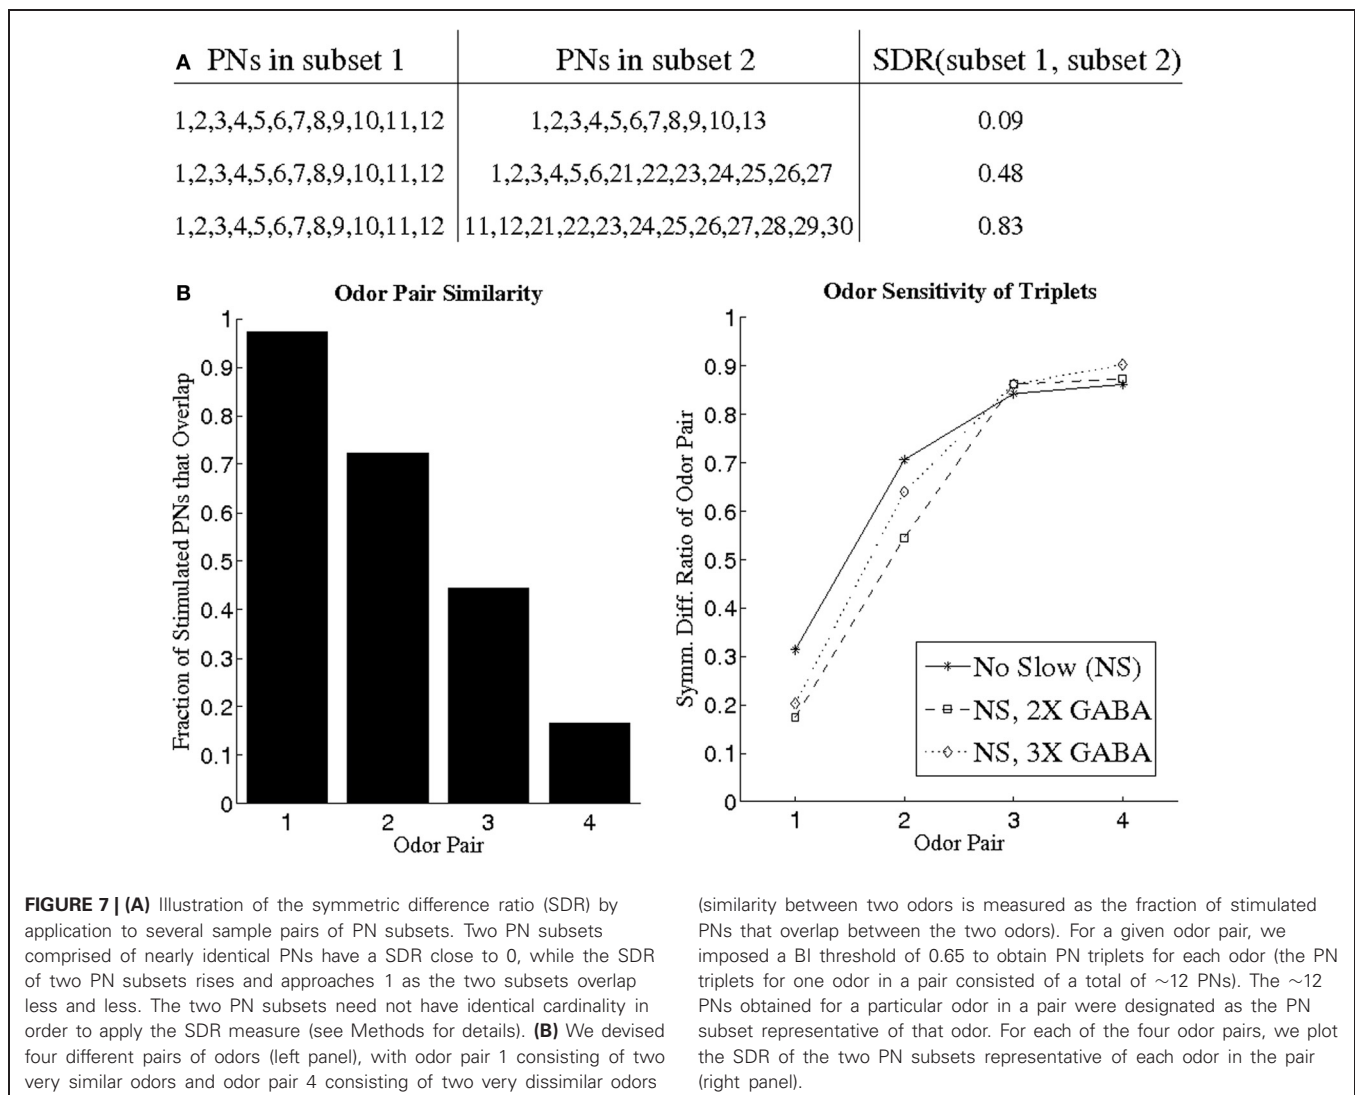 A PNs in subset 1 PNs in subset 2 SDR(subset 1, subset 2)
1,2,3,4,5,6,7,8,9,10,11,12 1,2,3,4,5,6,7,8,9,10,13 0.09
1,2,3,4,5,6,7,8,9,10,11,12 1,2,3,4,5,6,21,22,23,24,25,26,27 0.48
1,2,3,4,5,6,7,8,9,10,11,12 11,12,21,22,23,24,25,26,27,28,29,30 0.83
B
Odor Pair Similarity
Fraction of Stimulated PNs that Overlap
1
0.9
0.8
0.7
0.6
0.5
0.4
0.3
0.2
0.1
0
1 2 3 4
Odor Pair
Odor Sensitivity of Triplets
Symm. Diff. Ratio of Odor Pair
1
0.9
0.8
0.7
0.6
0.5
0.4
0.3
0.2
0.1
0
No Slow (NS)
NS, 2X GABA
NS, 3X GABA
1 2 3 4
Odor Pair
FIGURE 7 | (A) Illustration of the symmetric difference ratio (SDR) by
application to several sample pairs of PN subsets. Two PN subsets
comprised of nearly identical PNs have a SDR close to 0, while the SDR
of two PN subsets rises and approaches 1 as the two subsets overlap
less and less. The two PN subsets need not have identical cardinality in
order to apply the SDR measure (see Methods for details). (B) We devised
four different pairs of odors (left panel), with odor pair 1 consisting of two
very similar odors and odor pair 4 consisting of two very dissimilar odors
(similarity between two odors is measured as the fraction of stimulated
PNs that overlap between the two odors). For a given odor pair, we
imposed a BI threshold of 0.65 to obtain PN triplets for each odor (the PN
triplets for one odor in a pair consisted of a total of ∼12 PNs). The ∼12
PNs obtained for a particular odor in a pair were designated as the PN
subset representative of that odor. For each of the four odor pairs, we plot
the SDR of the two PN subsets representative of each odor in the pair
(right panel).